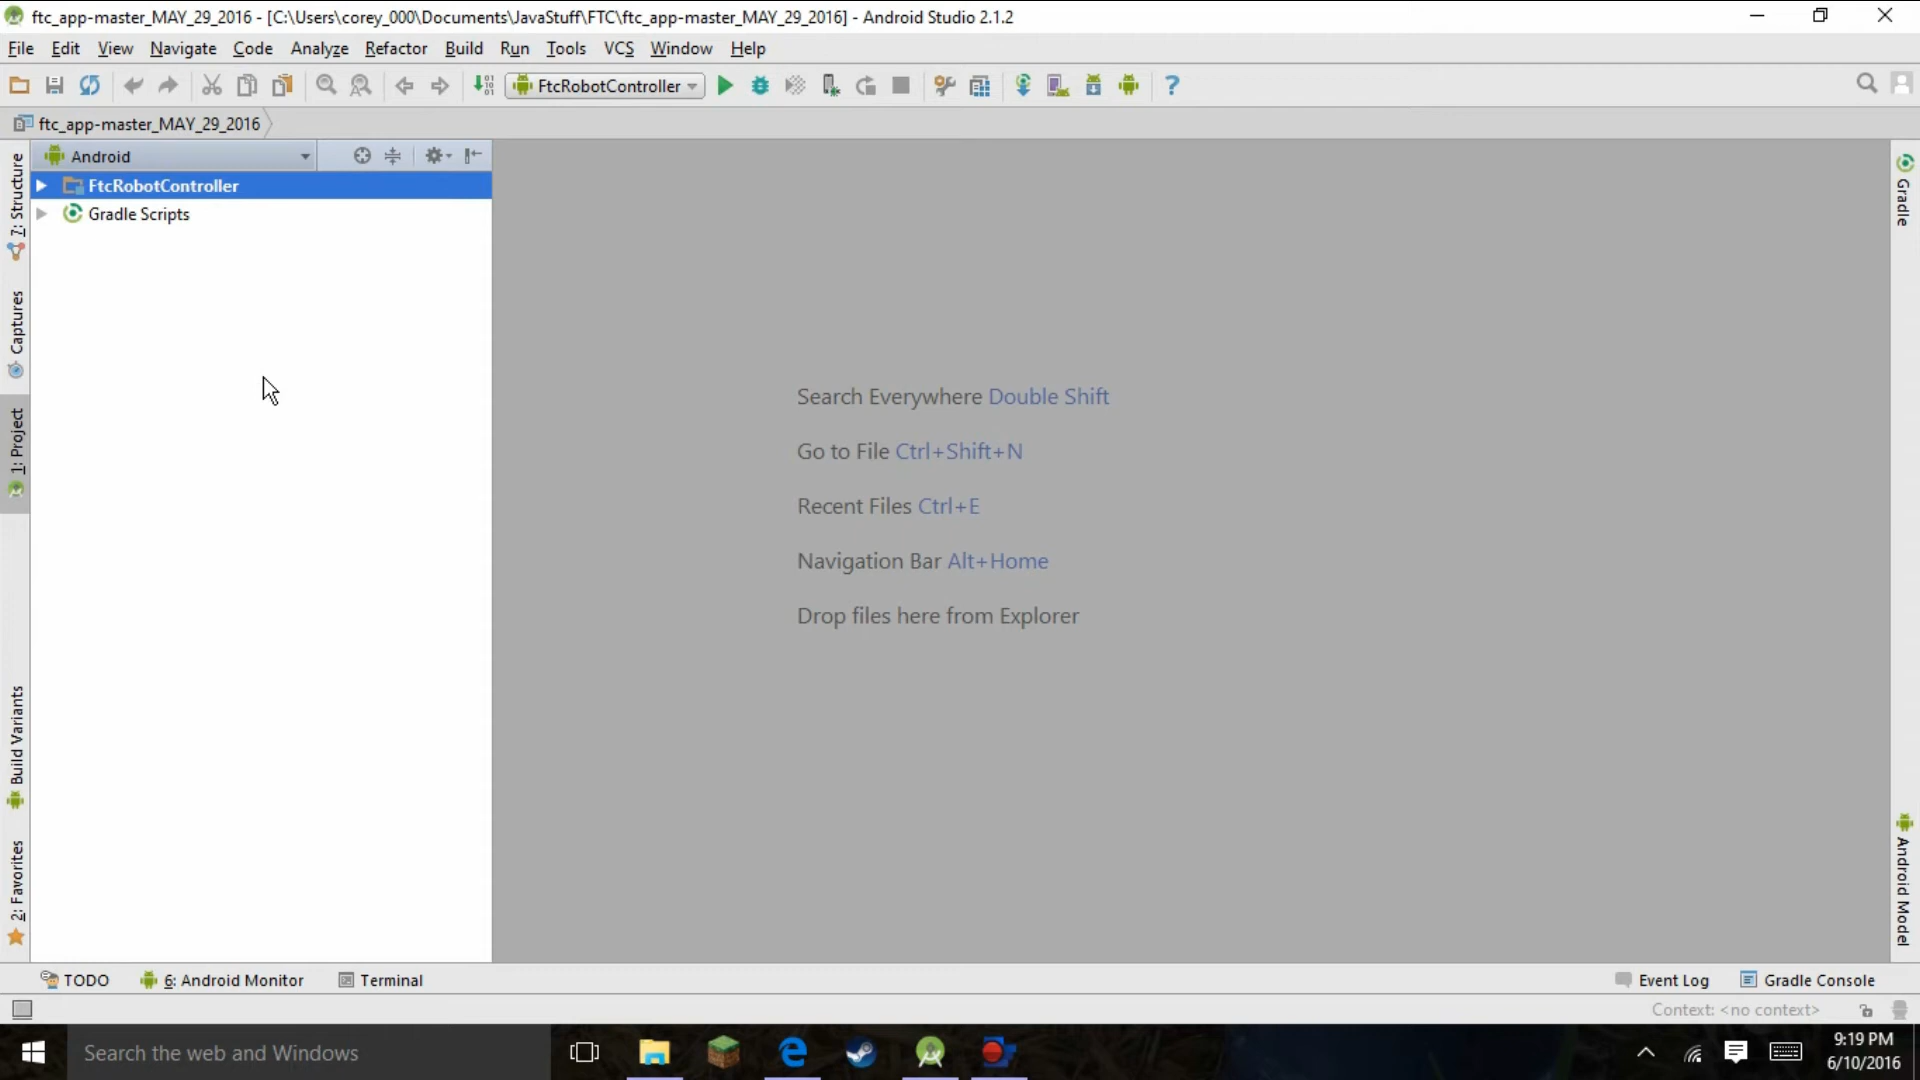 ftc_app-master_MAY_29_2016 - [C:\Users\corey_000\Documents\JavaStuff\FTC\ftc_app-master_MAY_29_2016] - Android Studio 2.1.2
File Edit View Navigate Code Analyze Refactor Build Run Tools VCS Window Help
FtcRobotController
ftc_app-master_MAY_29_2016
Android
FtcRobotController
Gradle Scripts
7: Structure
Captures
1: Project
Build Variants
2: Favorites
Search Everywhere Double Shift
Go to File Ctrl+Shift+N
Recent Files Ctrl+E
Navigation Bar Alt+Home
Drop files here from Explorer
Gradle
Android Model
TODO 6: Android Monitor Terminal Event Log Gradle Console
Context: <no context>
Search the web and Windows
9:19 PM
6/10/2016